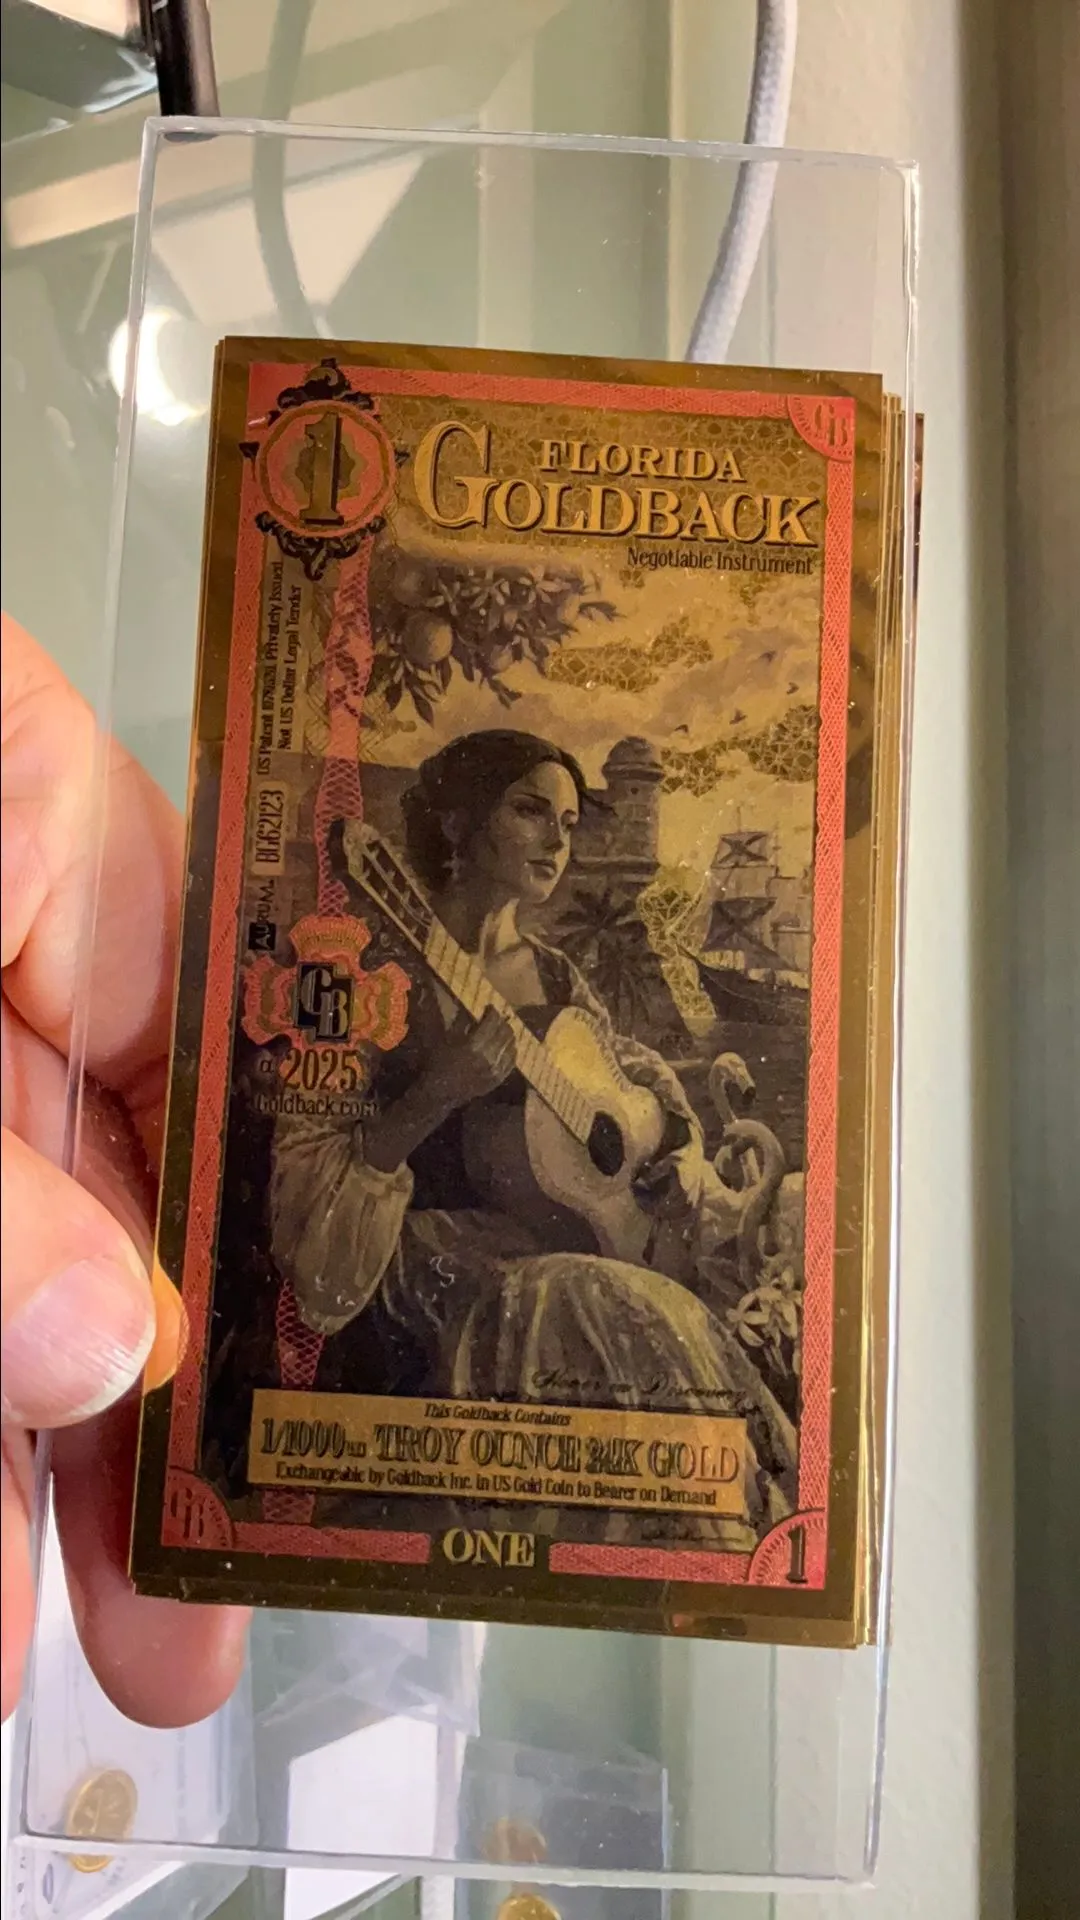 1
GB
FLORIDA
GOLDBACK
Negotiable Instrument
Privately Issued
Not US Dollar Legal Tender
US Patent
BG62123
AURUM
GB
α 2025
Goldback.com
This Goldback Contains
1/1000TH TROY OUNCE 24K GOLD
Exchangeable by Goldback Inc. in US Gold Coin to Bearer on Demand
GB
ONE
1